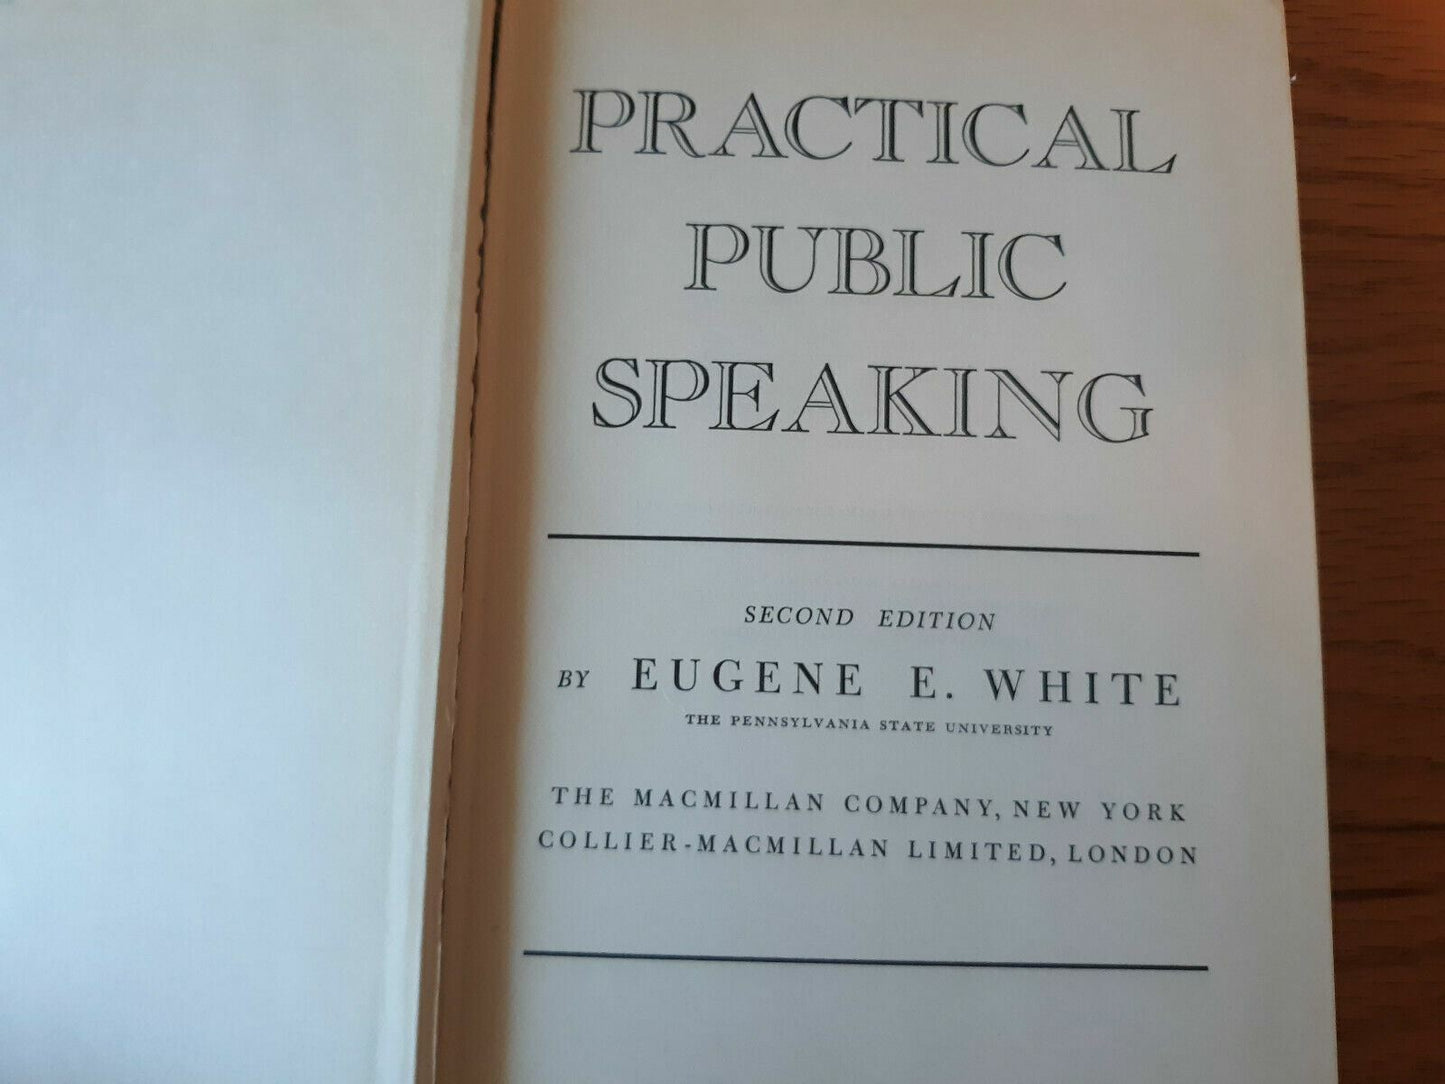 PRACTICAL
PUBLIC
SPEAKING
SECOND EDITION
BY EUGENE E. WHITE
THE PENNSYLVANIA STATE UNIVERSITY
THE MACMILLAN COMPANY, NEW YORK
COLLIER-MACMILLAN LIMITED, LONDON